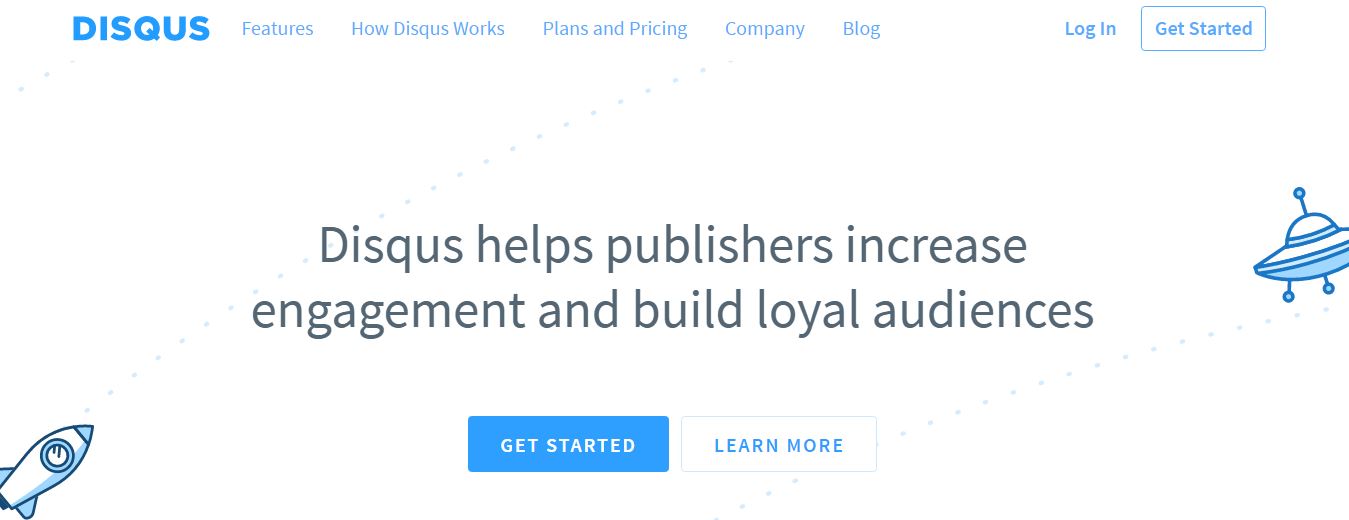 DISQUS Features How Disqus Works Plans and Pricing Company Blog Log In Get Started
Disqus helps publishers increase
engagement and build loyal audiences
GET STARTED LEARN MORE